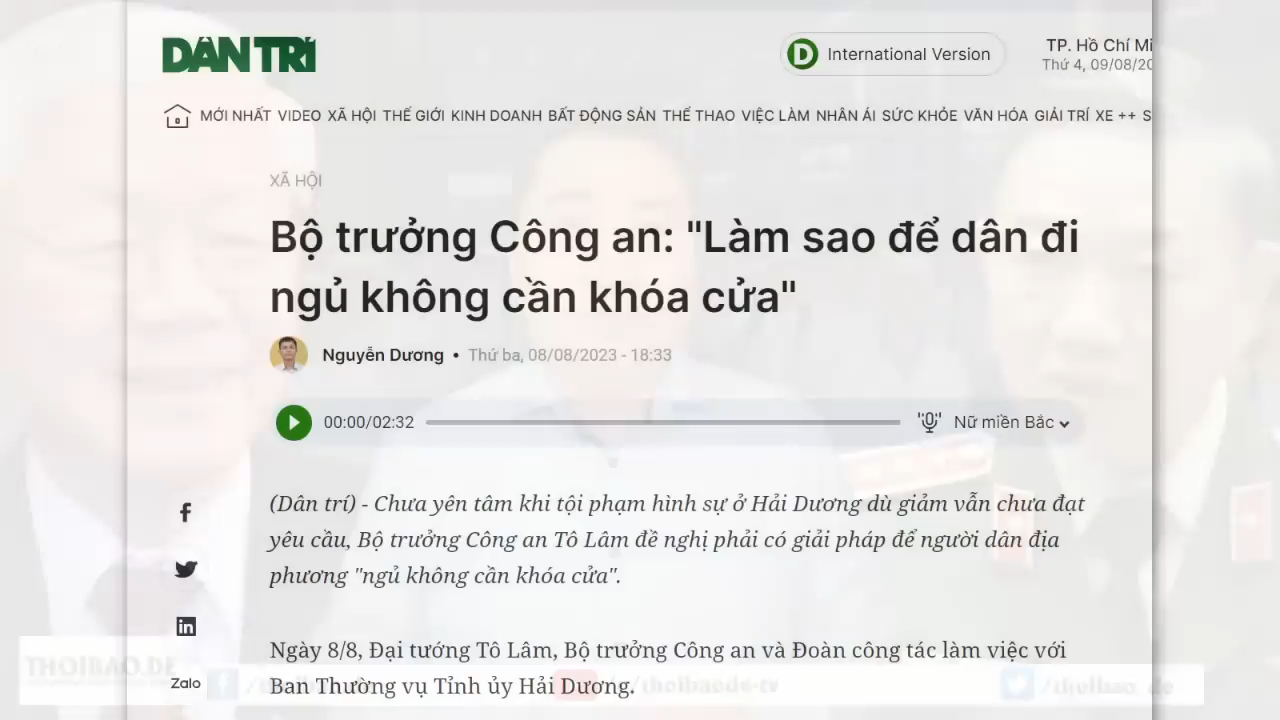 DÂN TRÍ
International Version
TP. Hồ Chí Mi
Thứ 4, 09/08/20
MỚI NHẤT VIDEO XÃ HỘI THẾ GIỚI KINH DOANH BẤT ĐỘNG SẢN THỂ THAO VIỆC LÀM NHÂN ÁI SỨC KHỎE VĂN HÓA GIẢI TRÍ XE ++ S
XÃ HỘI
Bộ trưởng Công an: "Làm sao để dân đi
ngủ không cần khóa cửa"
Nguyễn Dương • Thứ ba, 08/08/2023 - 18:33
00:00/02:32
Nữ miền Bắc
(Dân trí) - Chưa yên tâm khi tội phạm hình sự ở Hải Dương dù giảm vẫn chưa đạt
yêu cầu, Bộ trưởng Công an Tô Lâm đề nghị phải có giải pháp để người dân địa
phương "ngủ không cần khóa cửa".
Ngày 8/8, Đại tướng Tô Lâm, Bộ trưởng Công an và Đoàn công tác làm việc với
Ban Thường vụ Tỉnh ủy Hải Dương.
Zalo
THOIBAO.DE